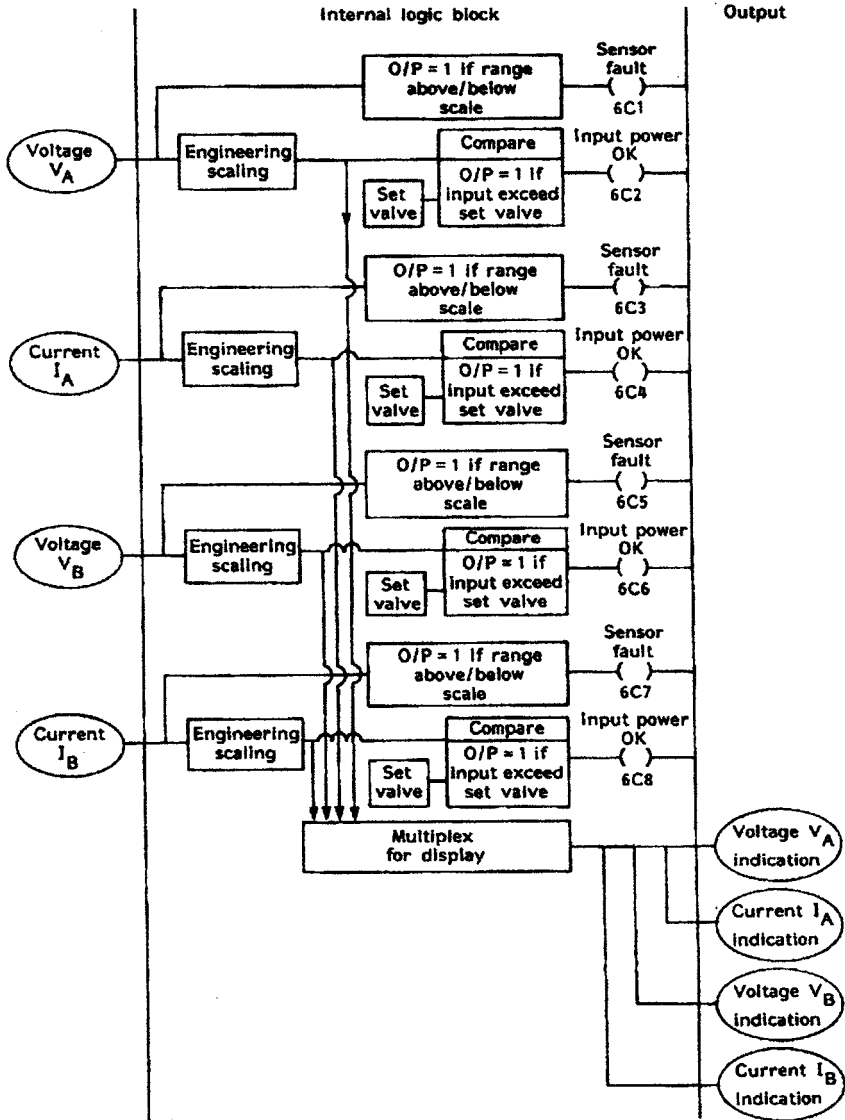 Internal logic block
Output
O/P = 1 if range
above/below
scale
Sensor
fault
6C1
Voltage
VA
Engineering
scaling
Compare
O/P = 1 if
input exceed
set valve
Set
valve
Input power
OK
6C2
O/P = 1 if range
above/below
scale
Sensor
fault
6C3
Current
IA
Engineering
scaling
Compare
O/P = 1 if
input exceed
set valve
Set
valve
Input power
OK
6C4
O/P = 1 if range
above/below
scale
Sensor
fault
6C5
Voltage
VB
Engineering
scaling
Compare
O/P = 1 if
input exceed
set valve
Set
valve
Input power
OK
6C6
O/P = 1 if range
above/below
scale
Sensor
fault
6C7
Current
IB
Engineering
scaling
Compare
O/P = 1 if
input exceed
set valve
Set
valve
Input power
OK
6C8
Multiplex
for display
Voltage VA
indication
Current IA
indication
Voltage VB
indication
Current IB
indication